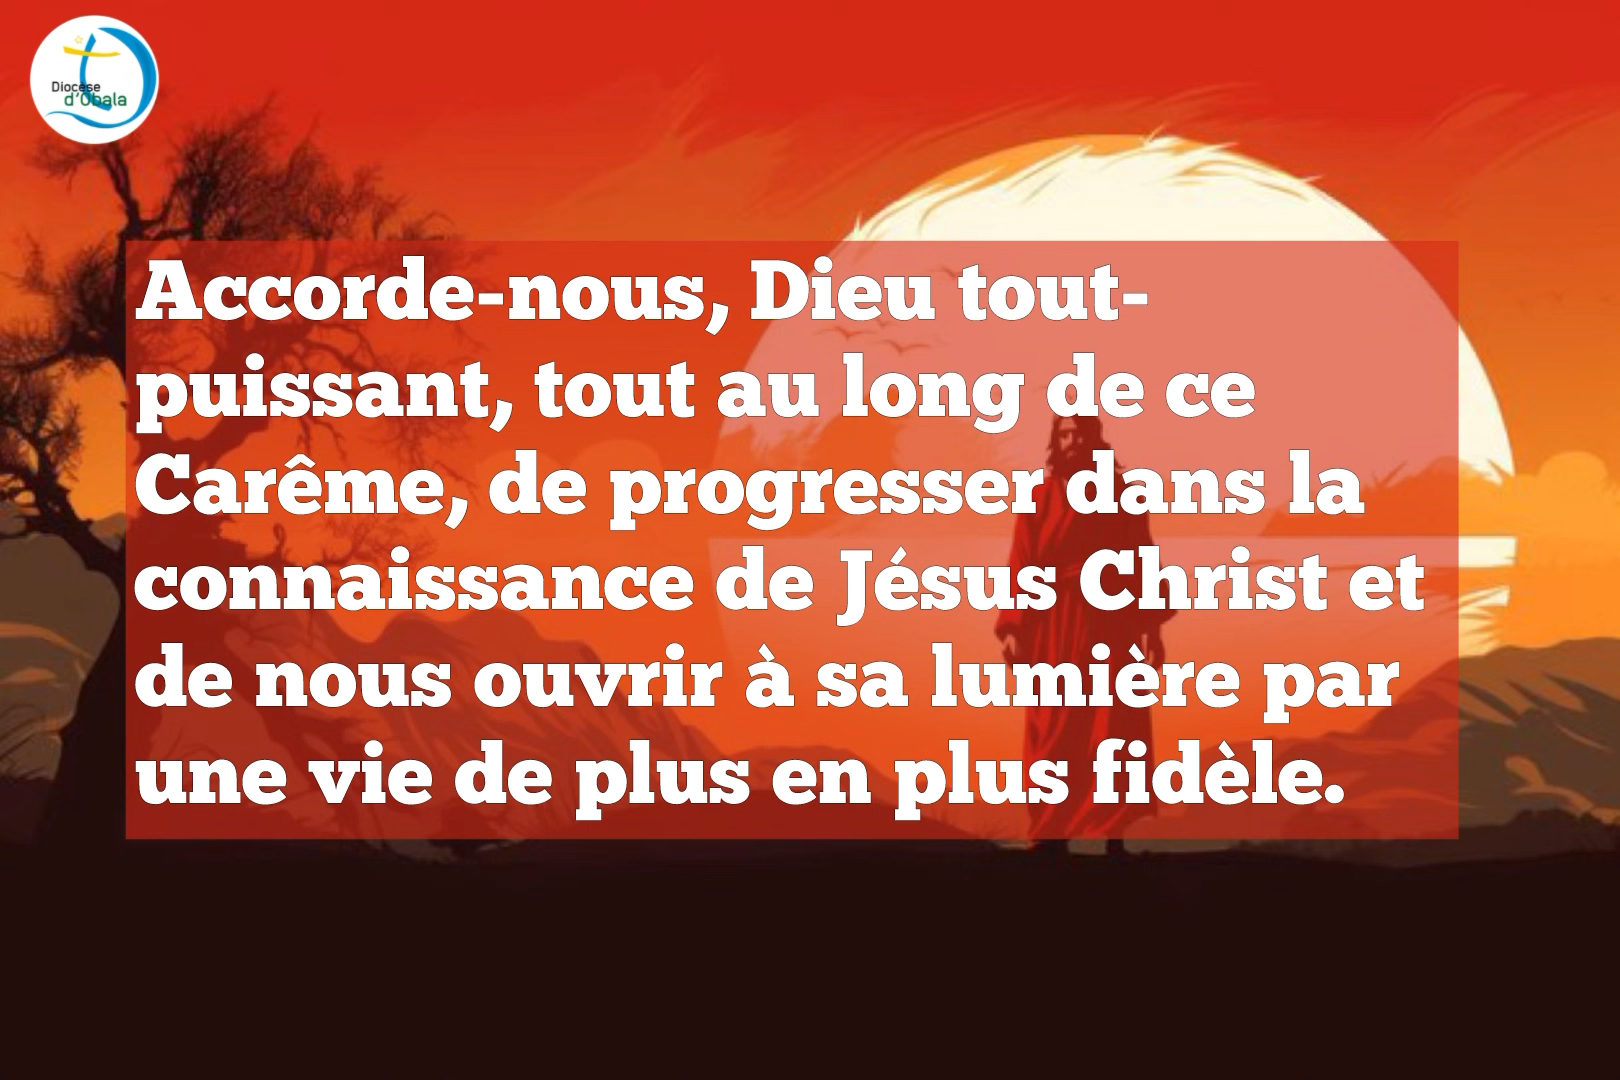 Diocèse
d'Obala
Accorde-nous, Dieu tout-
puissant, tout au long de ce
Carême, de progresser dans la
connaissance de Jésus Christ et
de nous ouvrir à sa lumière par
une vie de plus en plus fidèle.